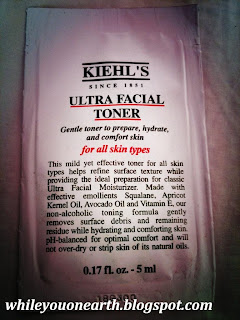 KIEHL'S
SINCE 1851
ULTRA FACIAL
TONER
Gentle toner to prepare, hydrate,
and comfort skin
for all skin types
This mild yet effective toner for all skin
types helps refine surface texture while
providing the ideal preparation for classic
Ultra Facial Moisturizer. Made with
effective emollients Squalane, Apricot
Kernel Oil, Avocado Oil and Vitamin E, our
non-alcoholic toning formula gently
removes surface debris and remaining
residue while hydrating and comforting skin.
pH-balanced for optimal comfort and will
not over-dry or strip skin of its natural oils.
0.17 fl. oz. - 5 ml
whileyouonearth.blogspot.com